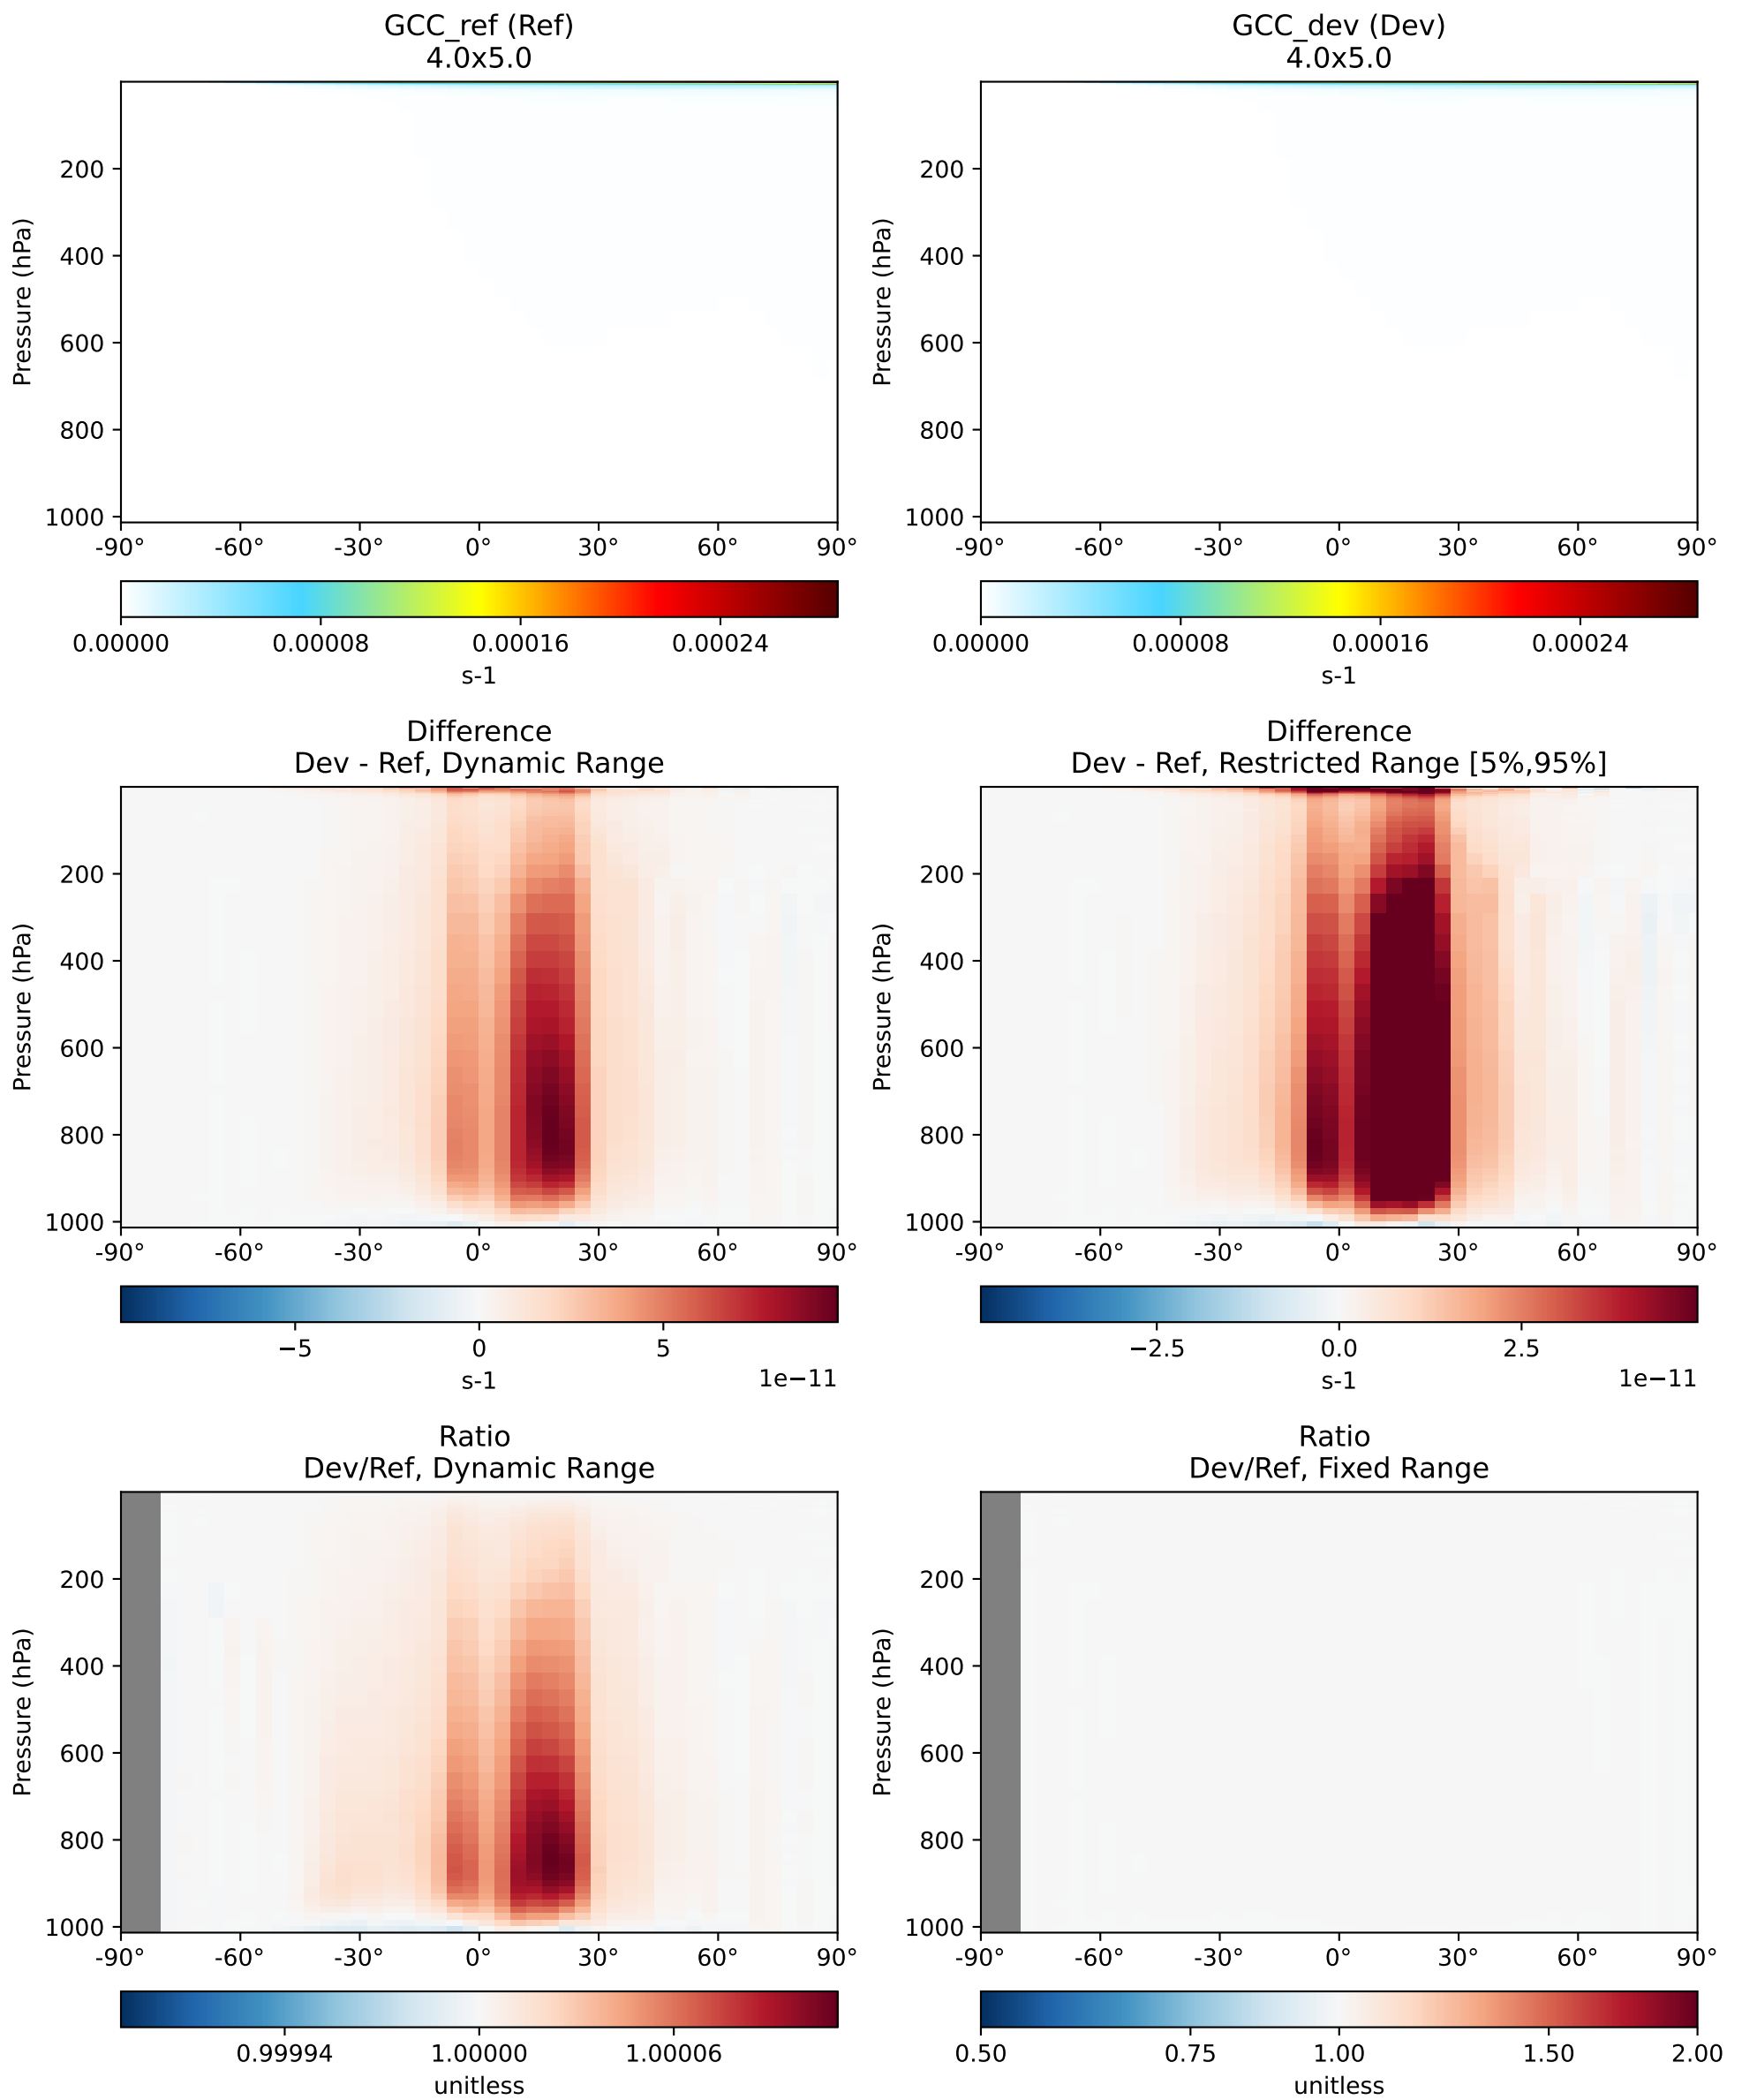 GCC_ref (Ref)
4.0x5.0
Pressure (hPa)
200
400
600
800
1000
-90° -60° -30° 0° 30° 60° 90°
0.00000 0.00008 0.00016 0.00024
s-1
GCC_dev (Dev)
4.0x5.0
Pressure (hPa)
200
400
600
800
1000
-90° -60° -30° 0° 30° 60° 90°
0.00000 0.00008 0.00016 0.00024
s-1
Difference
Dev - Ref, Dynamic Range
Pressure (hPa)
200
400
600
800
1000
-90° -60° -30° 0° 30° 60° 90°
−5 0 5
s-1 1e−11
Difference
Dev - Ref, Restricted Range [5%,95%]
Pressure (hPa)
200
400
600
800
1000
-90° -60° -30° 0° 30° 60° 90°
−2.5 0.0 2.5
s-1 1e−11
Ratio
Dev/Ref, Dynamic Range
Pressure (hPa)
200
400
600
800
1000
-90° -60° -30° 0° 30° 60° 90°
0.99994 1.00000 1.00006
unitless
Ratio
Dev/Ref, Fixed Range
Pressure (hPa)
200
400
600
800
1000
-90° -60° -30° 0° 30° 60° 90°
0.50 0.75 1.00 1.50 2.00
unitless